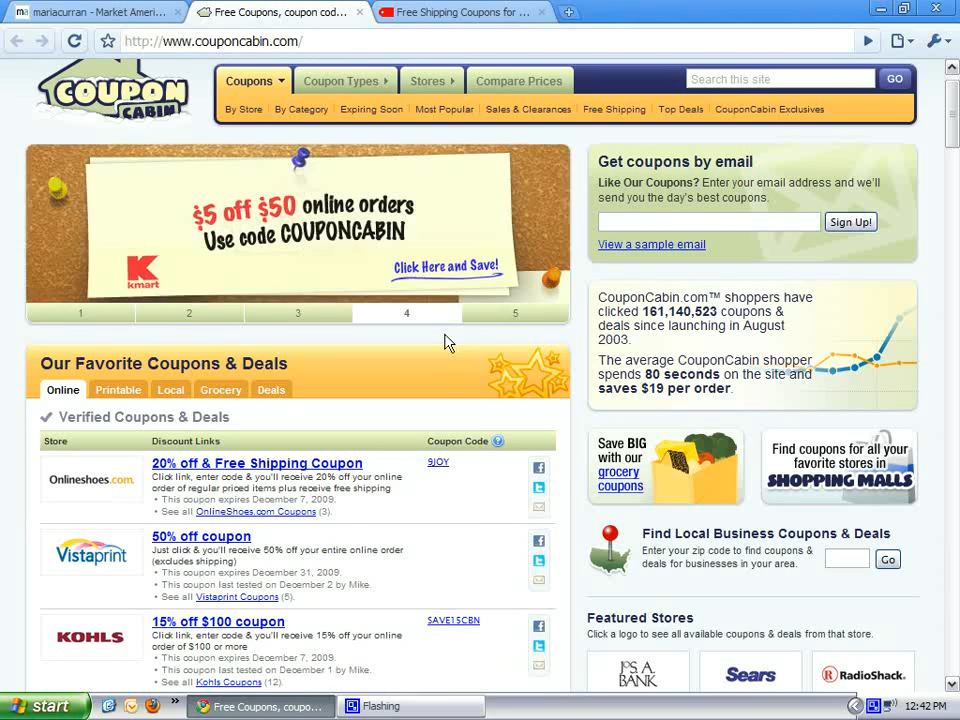 mariacurran - Market Ameri...
Free Coupons, coupon cod...
Free Shipping Coupons for ...
http://www.couponcabin.com/
COUPON
CABIN
Coupons
Coupon Types
Stores
Compare Prices
Search this site
GO
By Store
By Category
Expiring Soon
Most Popular
Sales & Clearances
Free Shipping
Top Deals
CouponCabin Exclusives
$5 off $50 online orders
Use code COUPONCABIN
Click Here and Save!
K
kmart
1 2 3 4 5
Get coupons by email
Like Our Coupons? Enter your email address and we'll
send you the day's best coupons.
Sign Up!
View a sample email
CouponCabin.com™ shoppers have
clicked 161,140,523 coupons &
deals since launching in August
2003.
The average CouponCabin shopper
spends 80 seconds on the site and
saves $19 per order.
Our Favorite Coupons & Deals
Online
Printable
Local
Grocery
Deals
Verified Coupons & Deals
Store
Discount Links
Coupon Code
?
Onlineshoes.com
20% off & Free Shipping Coupon
9JOY
Click link, enter code & you'll receive 20% off your online
order of regular priced items plus receive free shipping
• This coupon expires December 7, 2009.
• See all OnlineShoes.com Coupons (3).
Vistaprint
50% off coupon
Just click & you'll receive 50% off your entire online order
(excludes shipping)
• This coupon expires December 31, 2009.
• This coupon last tested on December 2 by Mike.
• See all Vistaprint Coupons (5).
KOHLS
15% off $100 coupon
SAVE15CBN
Click link, enter code & you'll receive 15% off your online
order of $100 or more
• This coupon expires December 7, 2009.
• This coupon last tested on December 1 by Mike.
• See all Kohls Coupons (12).
Save BIG
with our
grocery
coupons
Find coupons for all your
favorite stores in
SHOPPING MALLS
Find Local Business Coupons & Deals
Enter your zip code to find coupons &
deals for businesses in your area.
Go
Featured Stores
Click a logo to see all available coupons & deals from that store.
JOS.A.
BANK
Sears
RadioShack.
start
Free Coupons, coupo...
Flashing
12:42 PM